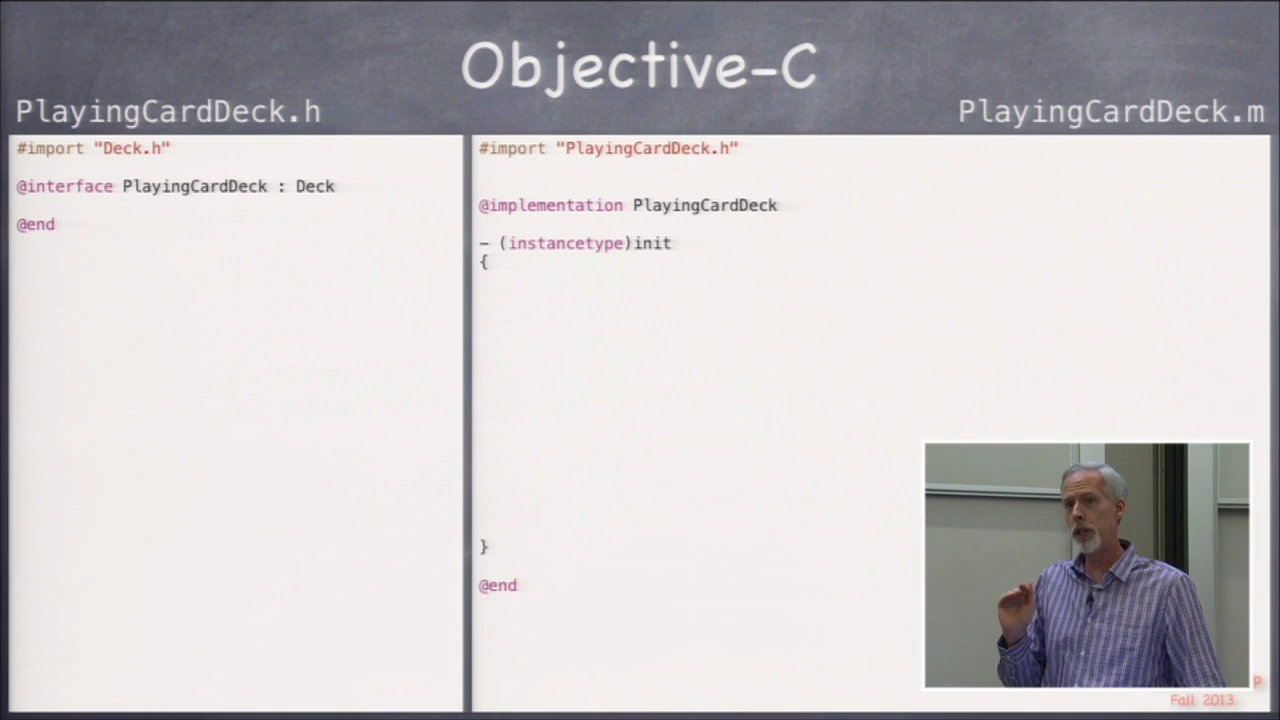 Objective-C
PlayingCardDeck.h
PlayingCardDeck.m
#import "Deck.h"
@interface PlayingCardDeck : Deck
@end
#import "PlayingCardDeck.h"
@implementation PlayingCardDeck
- (instancetype)init
{
}
@end
Fall 2013